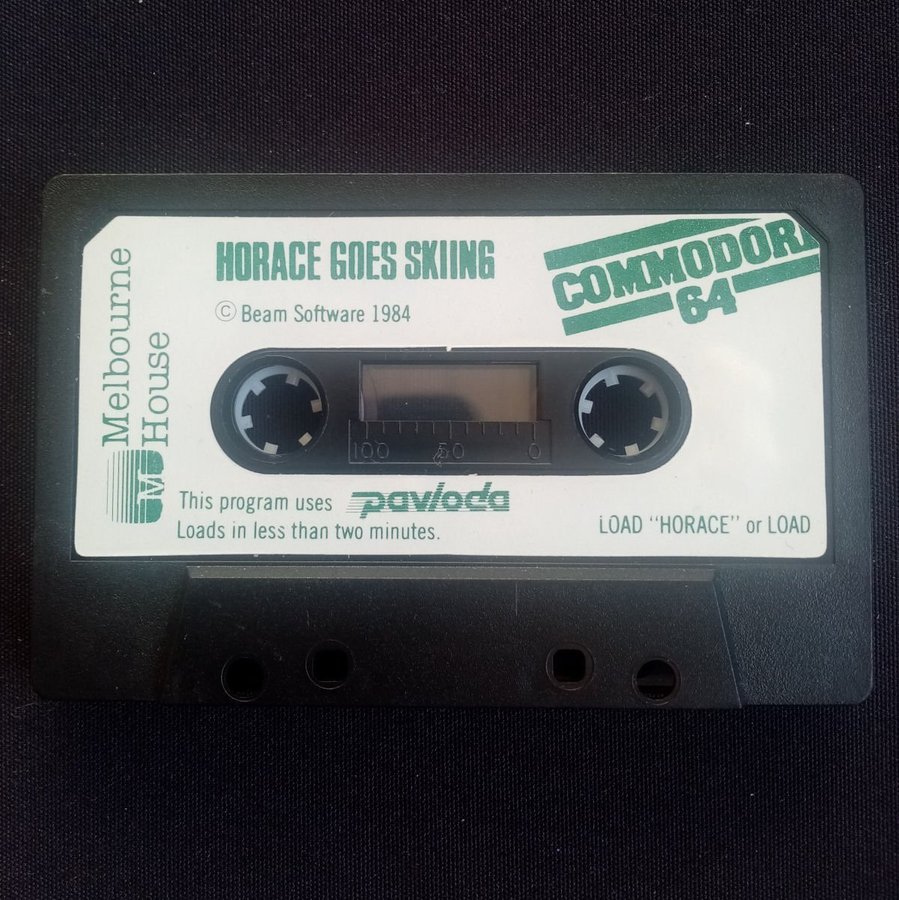 HORACE GOES SKIING
© Beam Software 1984
COMMODORE
64
Melbourne
House
M
100 50 0
This program uses pavloda
Loads in less than two minutes.
LOAD "HORACE" or LOAD